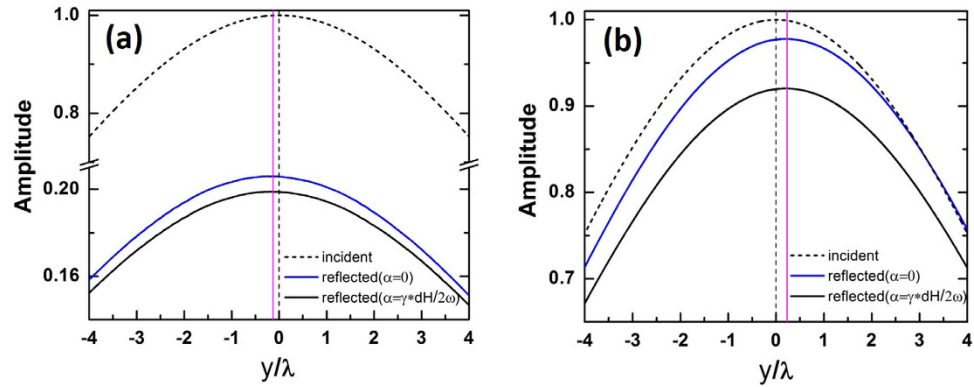 (a)
Amplitude
1.0
0.8
0.20
0.16
incident
reflected(α=0)
reflected(α=γ*dH/2ω)
-4 -3 -2 -1 0 1 2 3 4
y/λ
(b)
Amplitude
1.0
0.9
0.8
0.7
incident
reflected(α=0)
reflected(α=γ*dH/2ω)
-4 -3 -2 -1 0 1 2 3 4
y/λ